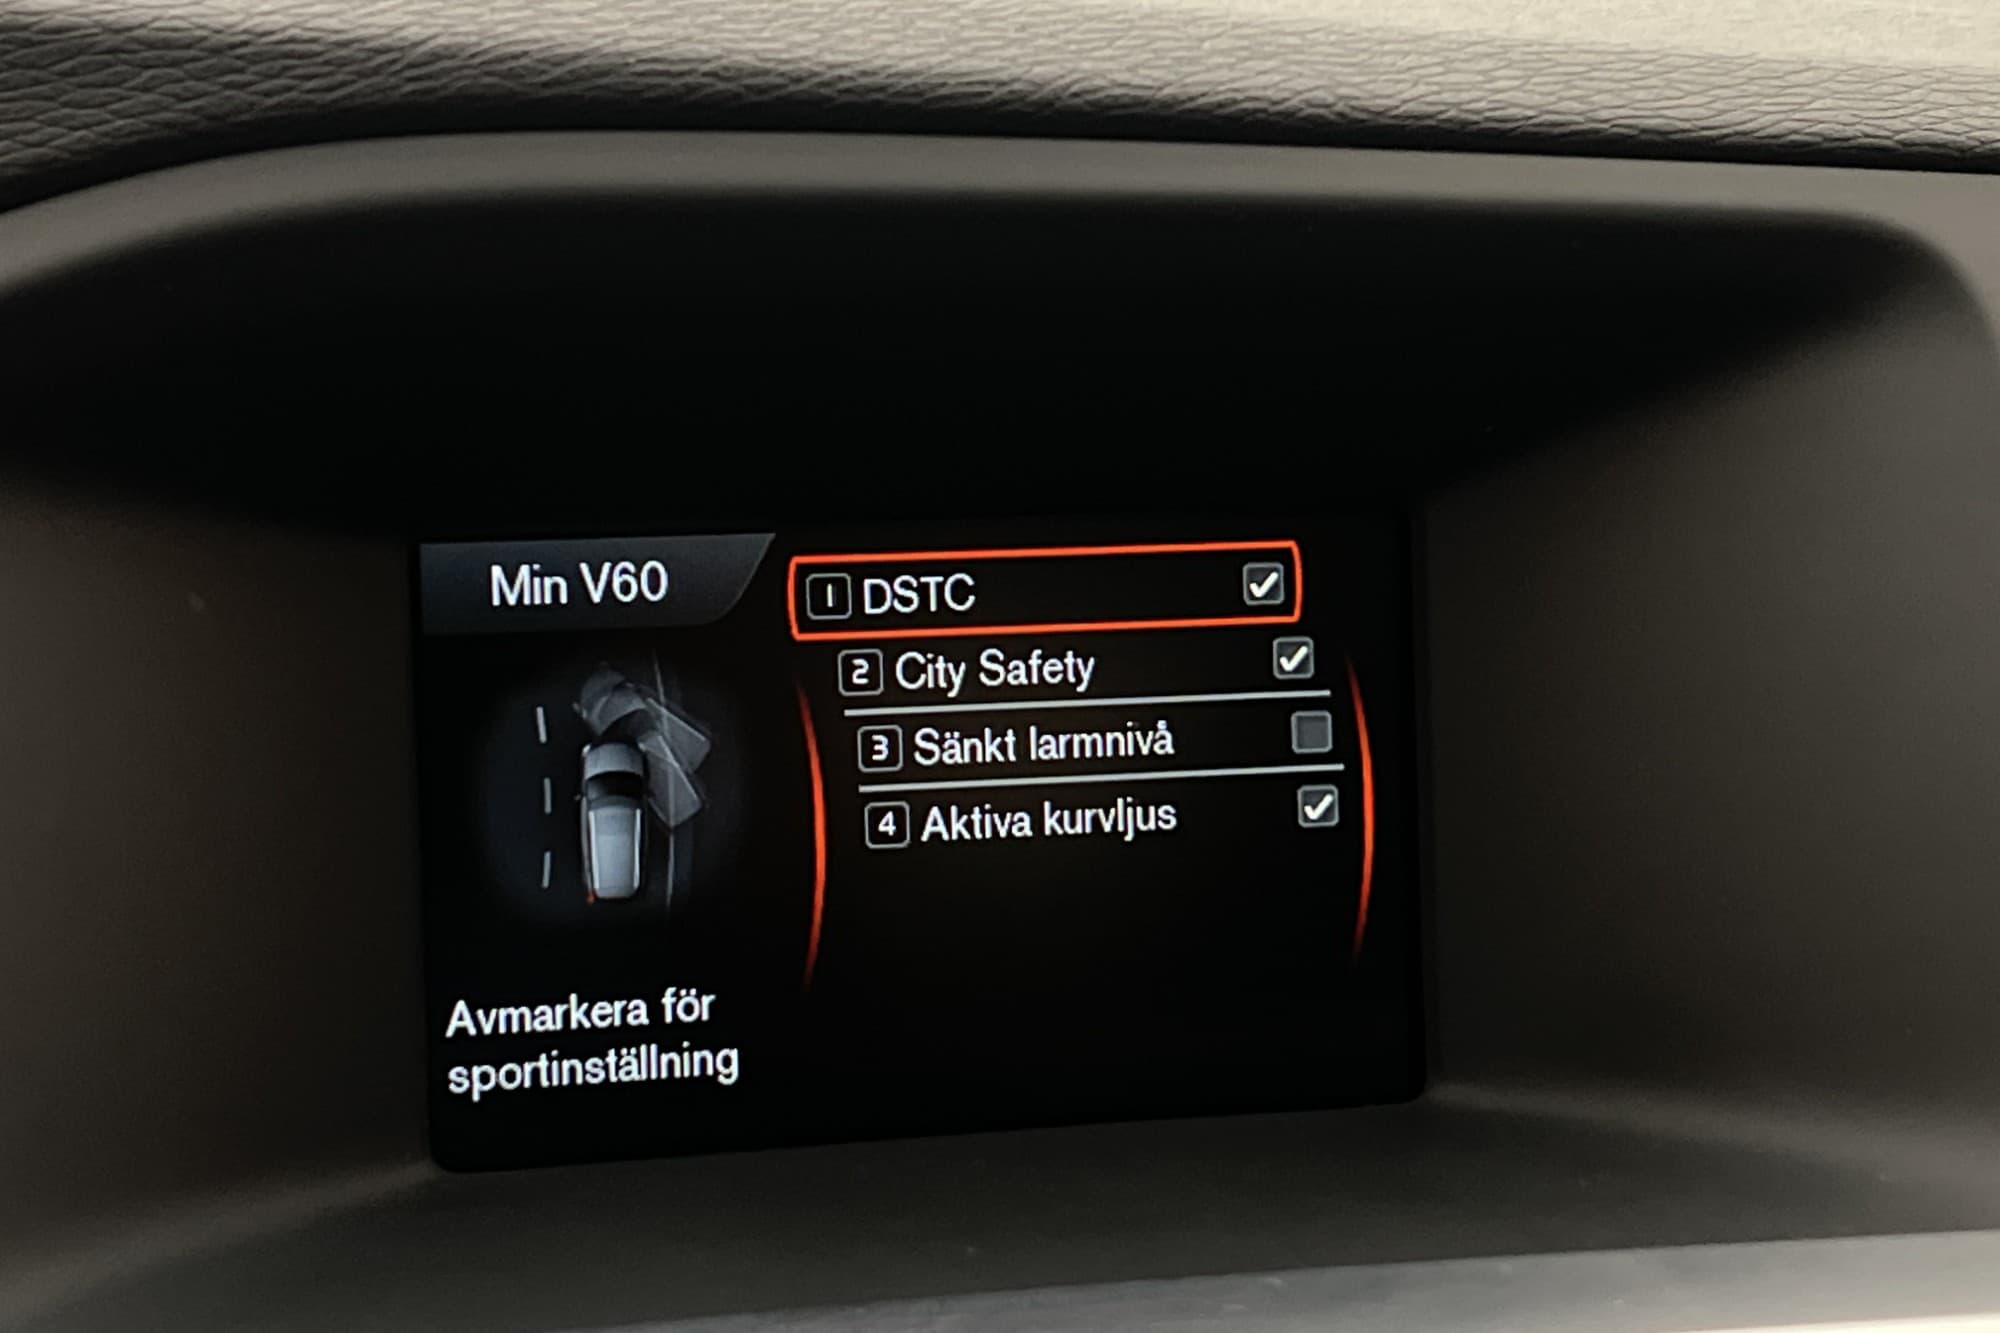 Min V60
1 DSTC
2 City Safety
3 Sänkt larmnivå
4 Aktiva kurvljus
Avmarkera för
sportinställning